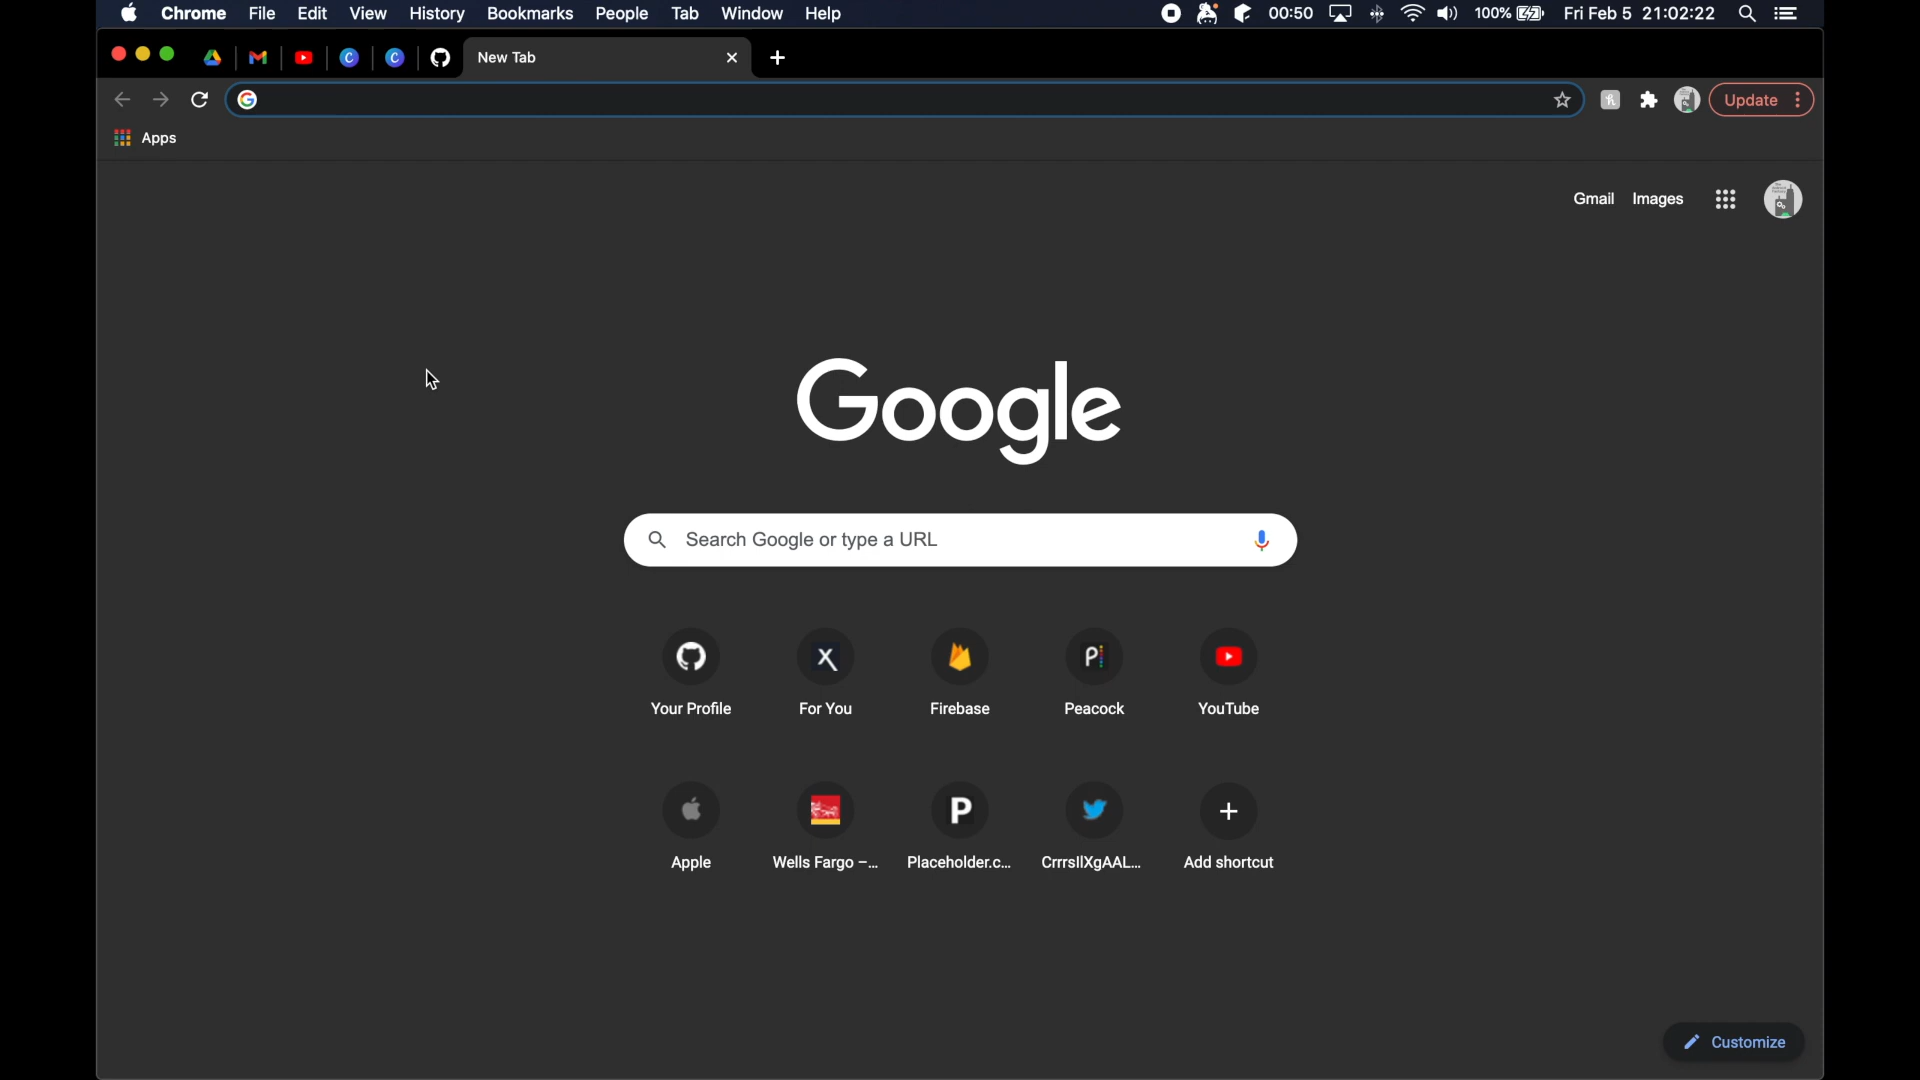 Chrome File Edit View History Bookmarks People Tab Window Help 00:50 100% Fri Feb 5 21:02:22
New Tab
Update
Apps
Gmail Images
Google
Search Google or type a URL
Your Profile For You Firebase Peacock YouTube
Apple Wells Fargo –... Placeholder.c... CrrrsIlXgAAL... Add shortcut
Customize